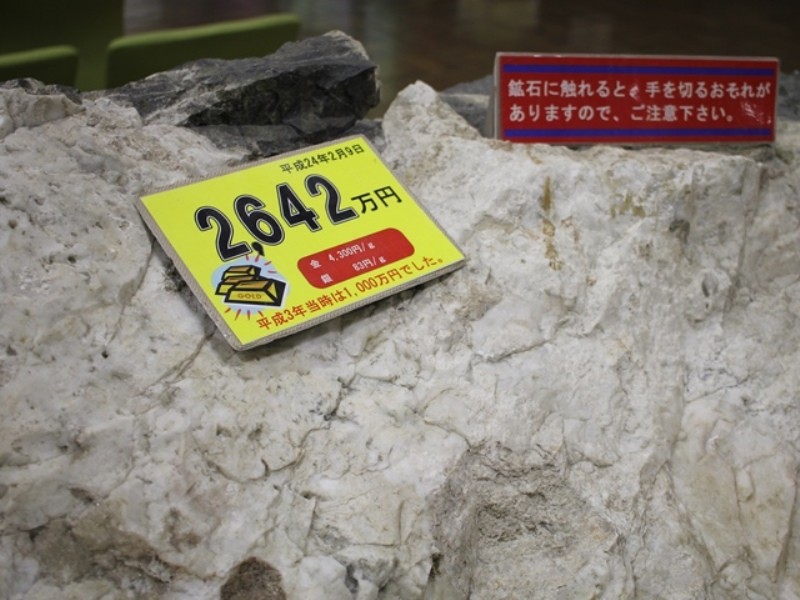 平成24年2月9日
2642万円
金 4,300円/g
銀 83円/g
GOLD
平成3年当時は1,000万円でした。
鉱石に触れると、手を切るおそれが
ありますので、ご注意下さい。